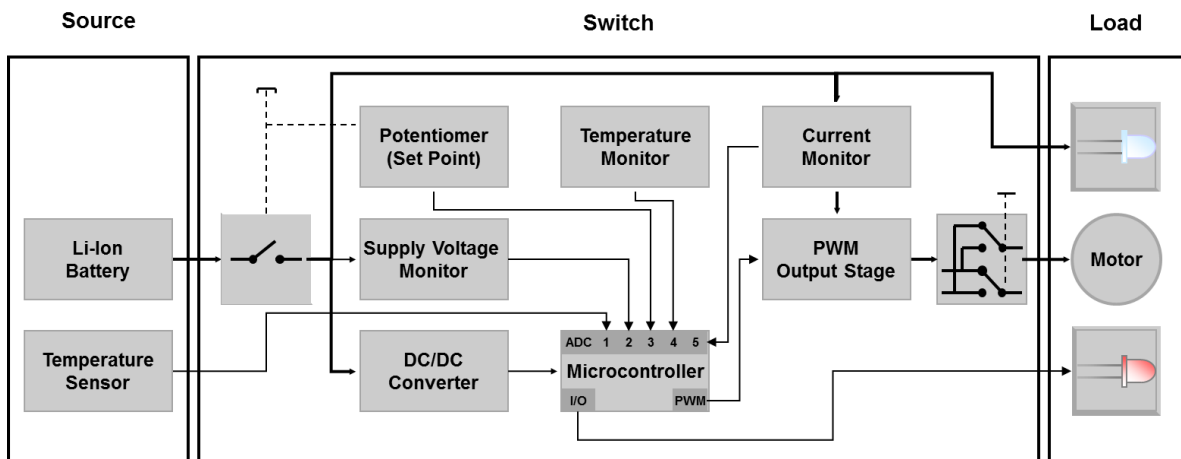 Source
Switch
Load
Potentiomer
(Set Point)
Temperature
Monitor
Current
Monitor
Li-Ion
Battery
Supply Voltage
Monitor
PWM
Output Stage
Motor
Temperature
Sensor
DC/DC
Converter
ADC 1 2 3 4 5
Microcontroller
I/O PWM